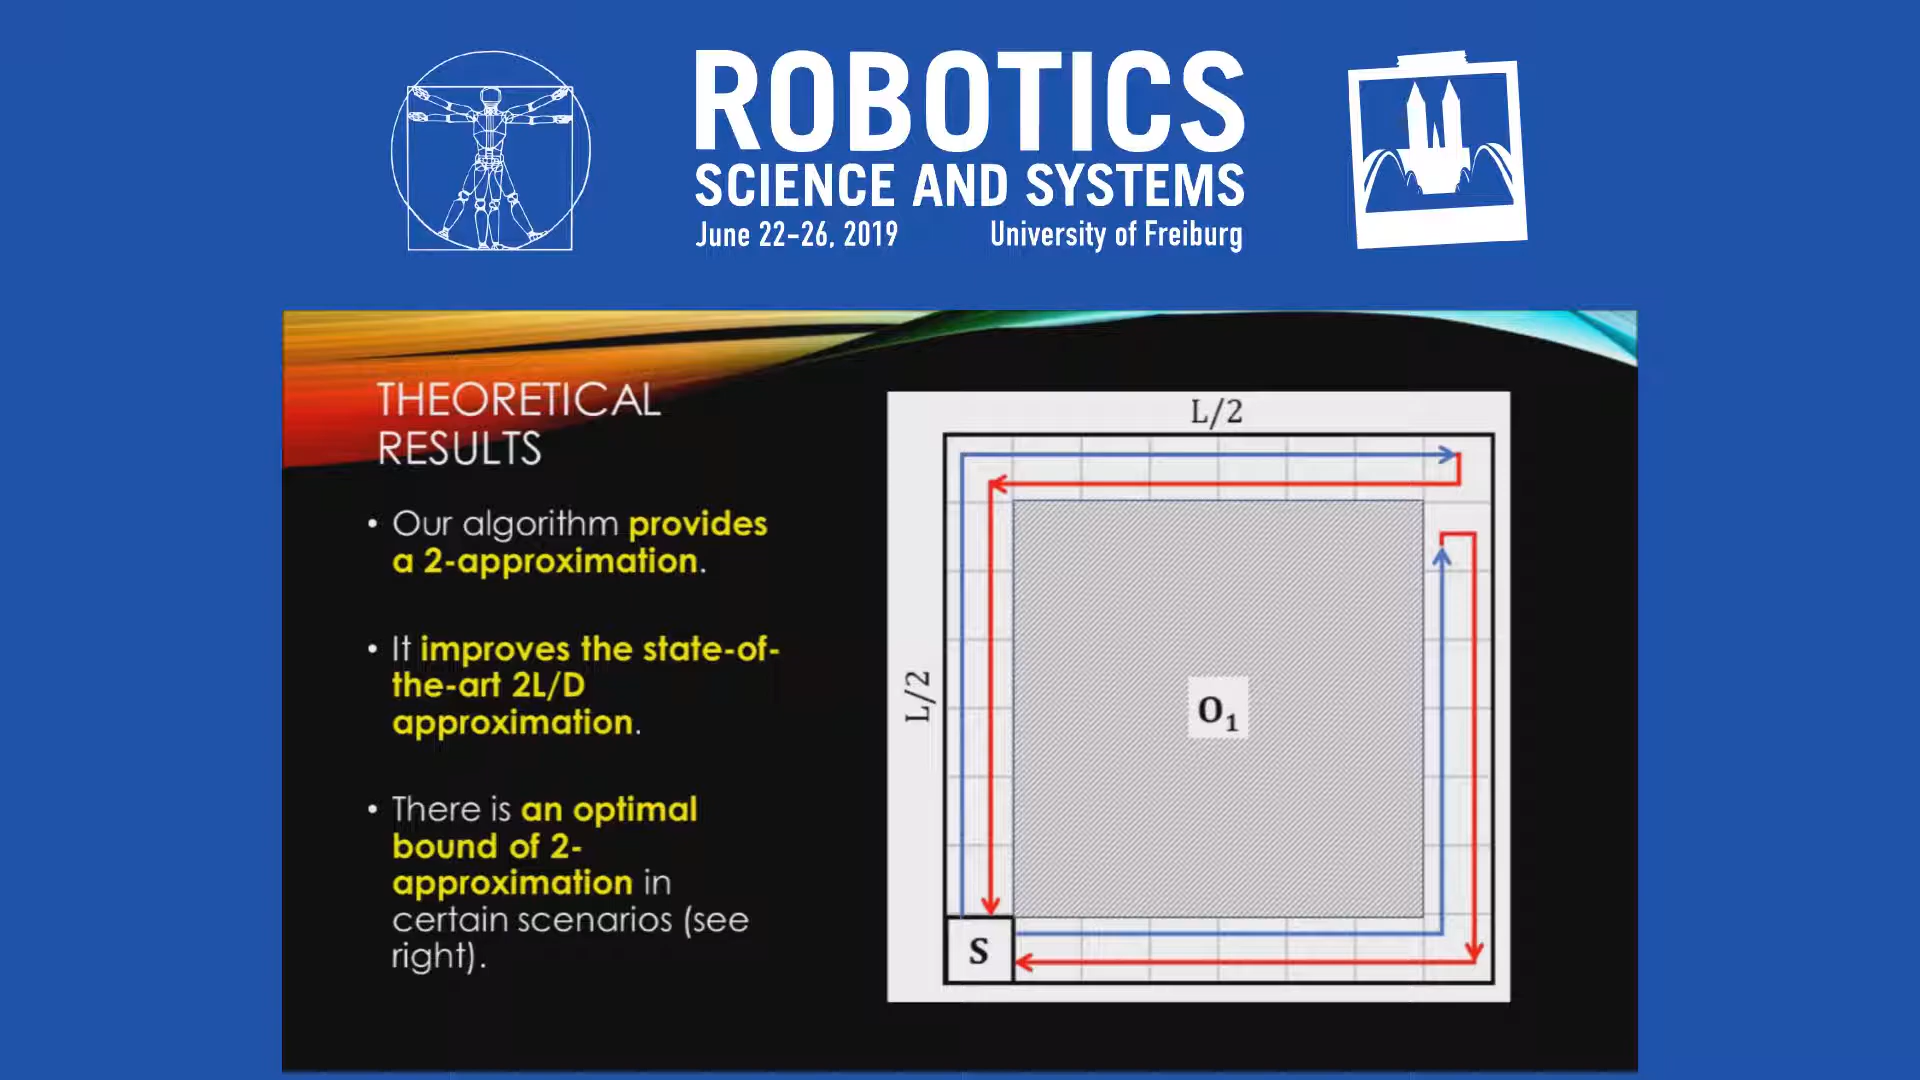 ROBOTICS
SCIENCE AND SYSTEMS
June 22-26, 2019 University of Freiburg
THEORETICAL
RESULTS
• Our algorithm provides
a 2-approximation.
• It improves the state-of-
the-art 2L/D
approximation.
• There is an optimal
bound of 2-
approximation in
certain scenarios (see
right).
L/2
L/2
O₁
S